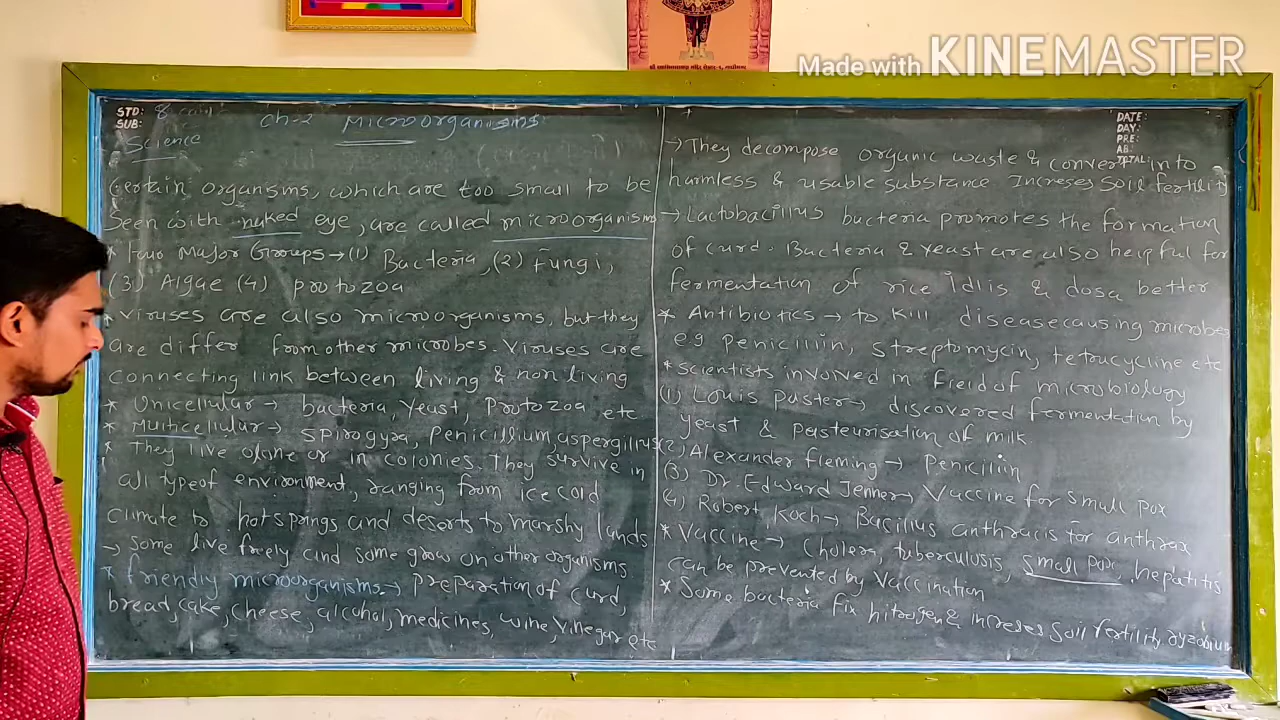 Made with KINEMASTER
STD: 8
SUB:
Science
Ch-2 Microorganisms:
Certain organisms, which are too small to be
seen with naked eye, are called microorganism
* Four Major Groups → (1) Bacteria, (2) Fungi,
(3) Algae (4) protozoa
* Viruses are also microorganisms, but they
are differ from other microbes. Viruses are
connecting link between living & non living
* Unicellular → bacteria, yeast, protozoa etc
* Multicellular → spirogyra, penicillium, aspergillus
* They live alone or in colonies. They survive in
all type of environment, ranging from ice cold
climate to hot springs and deserts to marshy lands
→ Some live freely and some grow on other organisms
* friendly microorganisms → preparation of curd,
bread, cake, cheese, alcohol, medicines, wine, vinegar etc
DATE:
DAY:
PRE:
AB:
TOTAL:
→ They decompose organic waste & convert into
harmless & usable substance Increses soil fertility
→ Lactobacillus bacteria promotes the formation
of curd. Bacteria & yeast are also helpful for
fermentation of rice Idlis & dosa better
* Antibiotics → to kill disease causing microbes
e.g penicillin, streptomycin, tetracycline etc
* scientists involved in field of microbiology
(1) Louis Paster → discovered fermentation by
yeast & pasteurisation of milk.
(2) Alexander fleming → Penicillin
(3) Dr. Edward Jenner → Vaccine for small pox
(4) Robert Koch → Bacillus anthracis for anthrax
* Vaccine → Cholera, tuberculosis, small Pox, hepatitis
can be prevented by vaccination
* Some bacteria fix nitrogen & increses soil fertility